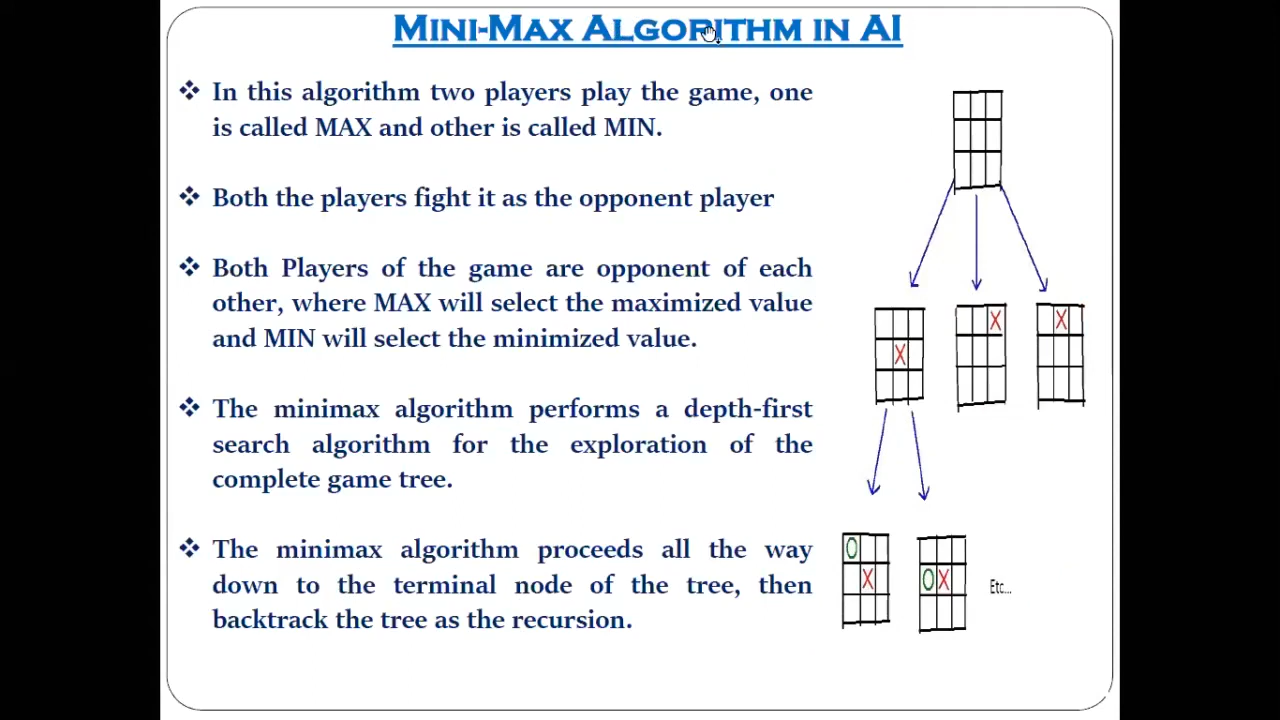 MINI-MAX ALGORITHM IN AI
❖ In this algorithm two players play the game, one
is called MAX and other is called MIN.
❖ Both the players fight it as the opponent player
❖ Both Players of the game are opponent of each
other, where MAX will select the maximized value
and MIN will select the minimized value.
❖ The minimax algorithm performs a depth-first
search algorithm for the exploration of the
complete game tree.
❖ The minimax algorithm proceeds all the way
down to the terminal node of the tree, then
backtrack the tree as the recursion.
X X X
O
X
O X
Etc...